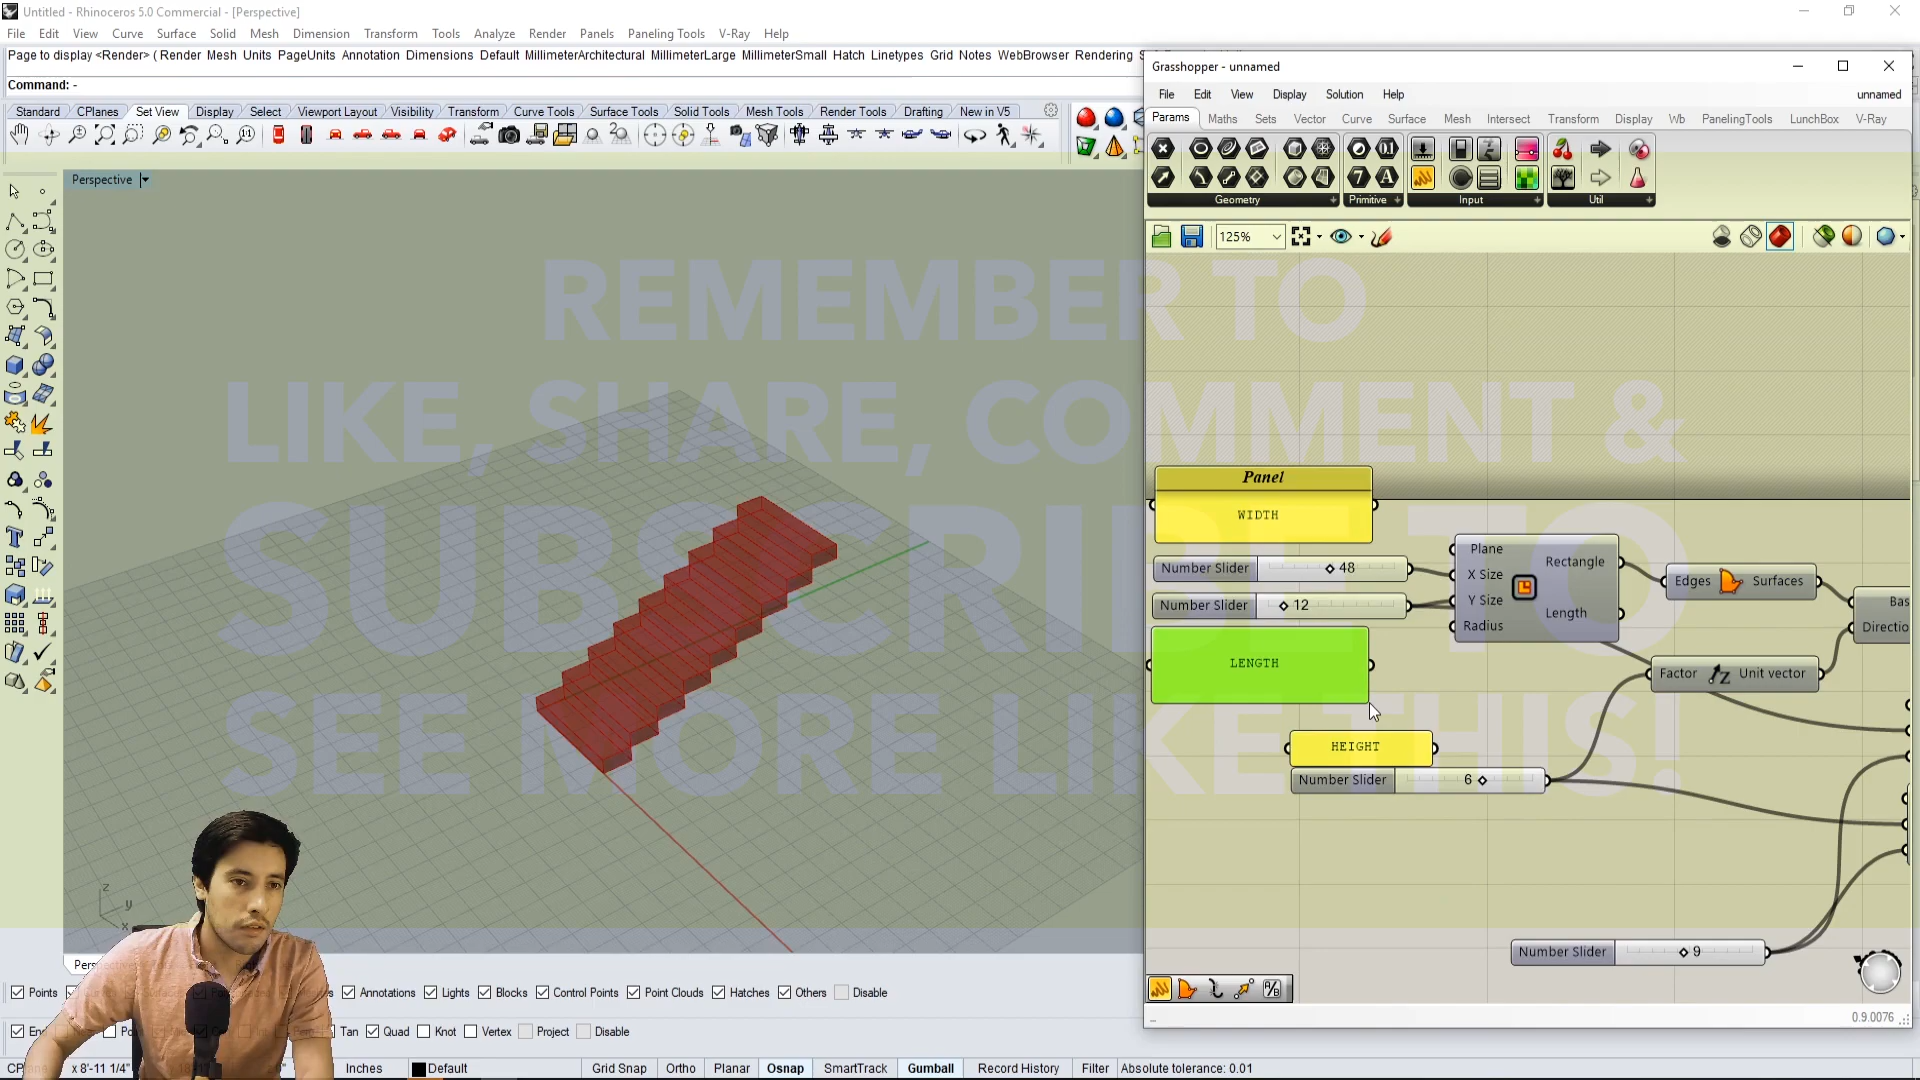 Untitled - Rhinoceros 5.0 Commercial - [Perspective]
File Edit View Curve Surface Solid Mesh Dimension Transform Tools Analyze Render Panels Paneling Tools V-Ray Help
Page to display <Render> ( Render Mesh Units PageUnits Annotation Dimensions Default MillimeterArchitectural MillimeterLarge MillimeterSmall Hatch Linetypes Grid Notes WebBrowser Rendering
Command: -
Standard CPlanes Set View Display Select Viewport Layout Visibility Transform Curve Tools Surface Tools Solid Tools Mesh Tools Render Tools Drafting New in V5
Perspective
Grasshopper - unnamed
File Edit View Display Solution Help
unnamed
Params Maths Sets Vector Curve Surface Mesh Intersect Transform Display Wb PanelingTools LunchBox V-Ray
Geometry Primitive Input Util
125%
REMEMBER TO
LIKE, SHARE, COMMENT &
SUBSCRIBE TO
SEE MORE LIKE THIS!
Panel
WIDTH
Number Slider 48
Number Slider 12
LENGTH
HEIGHT
Number Slider 6
Plane
X Size
Y Size
Radius
Rectangle
Length
Edges Surfaces
Bas
Directio
Factor Unit vector
Number Slider 9
0.9.0076
z
y
x
Points
Annotations Lights Blocks Control Points Point Clouds Hatches Others Disable
Tan Quad Knot Vertex Project Disable
x 8'-11 1/4" Inches Default Grid Snap Ortho Planar Osnap SmartTrack Gumball Record History Filter Absolute tolerance: 0.01